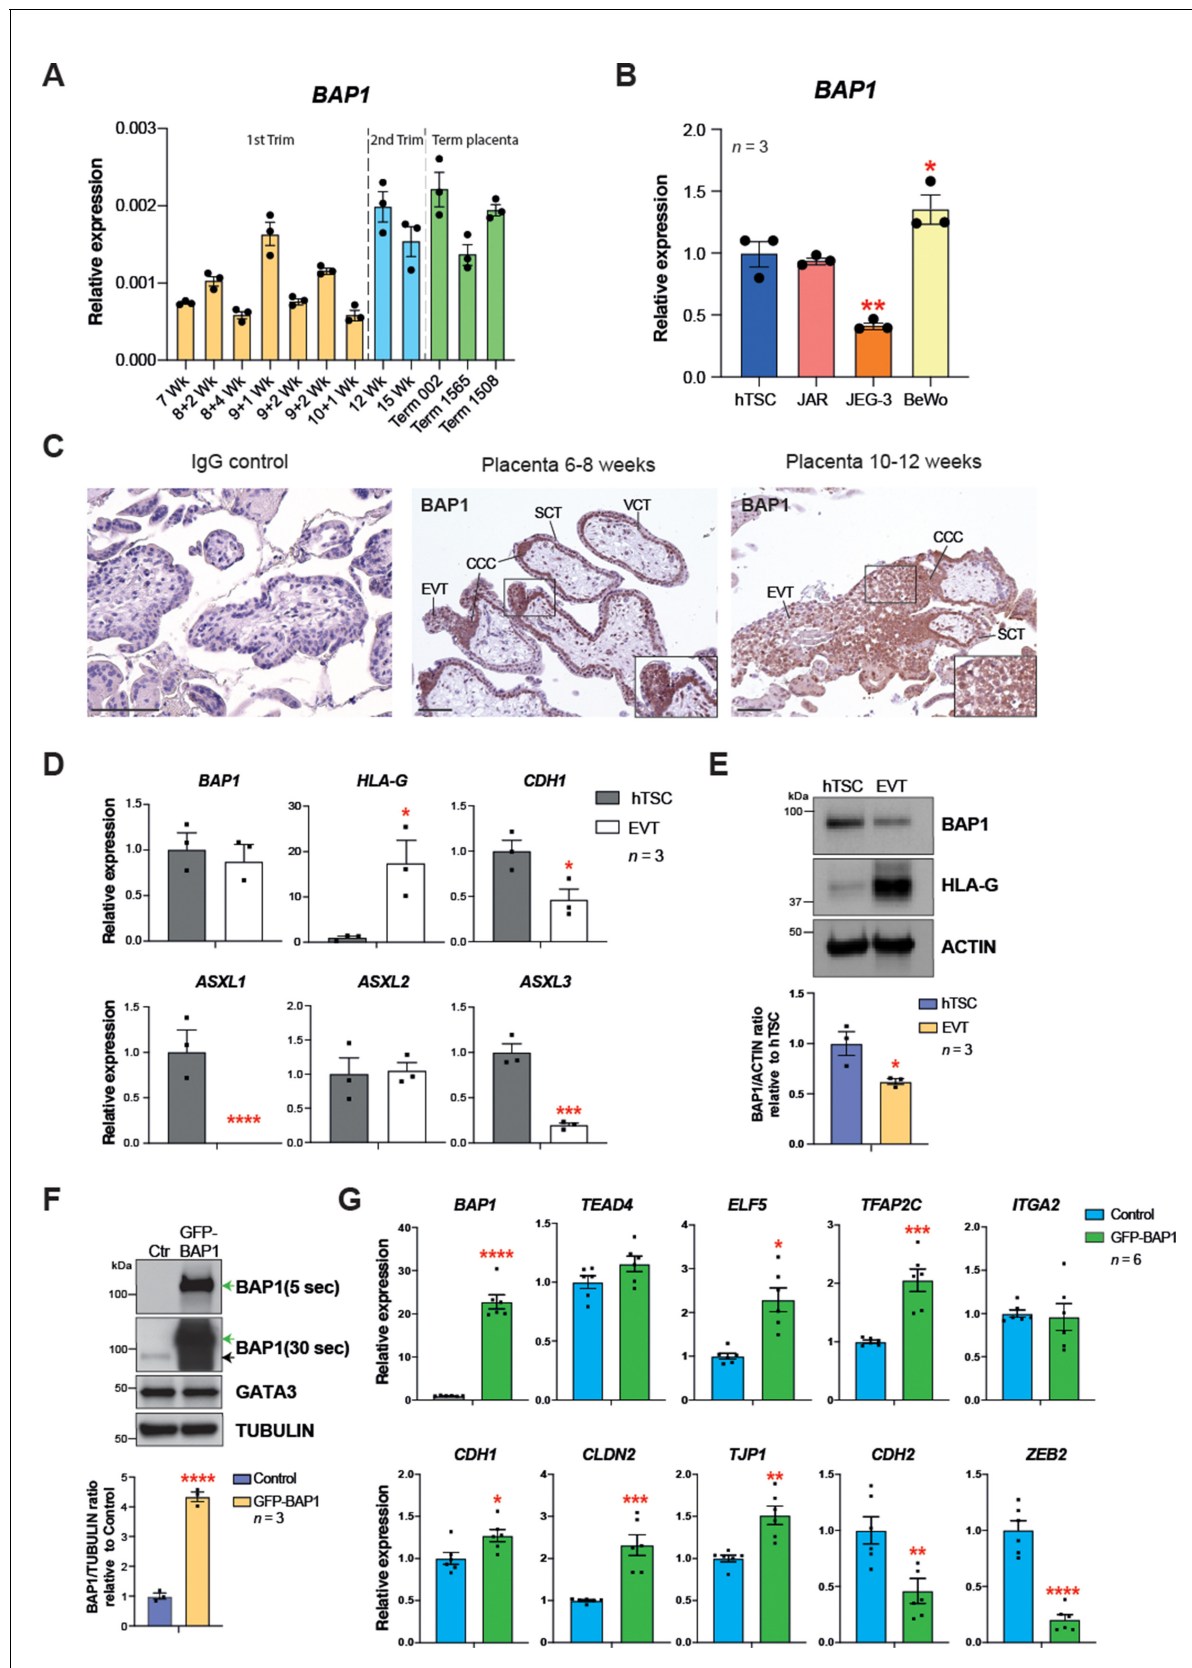 A
BAP1
Relative expression
0.003
0.002
0.001
0.000
1st Trim
2nd Trim
Term placenta
7 Wk
8+2 Wk
8+4 Wk
9+1 Wk
9+2 Wk
9+2 Wk
10+1 Wk
12 Wk
15 Wk
Term 002
Term 1565
Term 1508
B
BAP1
Relative expression
2.0
1.5
1.0
0.5
0.0
n = 3
**
*
hTSC
JAR
JEG-3
BeWo
C
IgG control
Placenta 6-8 weeks
BAP1
SCT
VCT
CCC
EVT
Placenta 10-12 weeks
BAP1
CCC
EVT
SCT
D
BAP1
Relative expression
1.5
1.0
0.5
0.0
HLA-G
30
20
10
0
*
CDH1
1.5
1.0
0.5
0.0
*
hTSC
EVT
n = 3
ASXL1
Relative expression
1.5
1.0
0.5
0.0
****
ASXL2
2.0
1.5
1.0
0.5
0.0
ASXL3
1.5
1.0
0.5
0.0
***
E
hTSC EVT
kDa
100
BAP1
HLA-G
37
50
ACTIN
BAP1/ACTIN ratio
relative to hTSC
1.5
1.0
0.5
0.0
*
hTSC
EVT
n = 3
F
GFP-
Ctr BAP1
kDa
100
BAP1(5 sec)
100
BAP1(30 sec)
50
GATA3
50
TUBULIN
BAP1/TUBULIN ratio
relative to Control
5
4
3
2
1
0
****
Control
GFP-BAP1
n = 3
G
BAP1
Relative expression
40
30
20
10
0
****
TEAD4
1.5
1.0
0.5
0.0
ELF5
4
3
2
1
0
*
TFAP2C
3
2
1
0
***
ITGA2
2.0
1.5
1.0
0.5
0.0
Control
GFP-BAP1
n = 6
CDH1
Relative expression
2.0
1.5
1.0
0.5
0.0
*
CLDN2
4
3
2
1
0
***
TJP1
2.0
1.5
1.0
0.5
0.0
**
CDH2
1.5
1.0
0.5
0.0
**
ZEB2
1.5
1.0
0.5
0.0
****